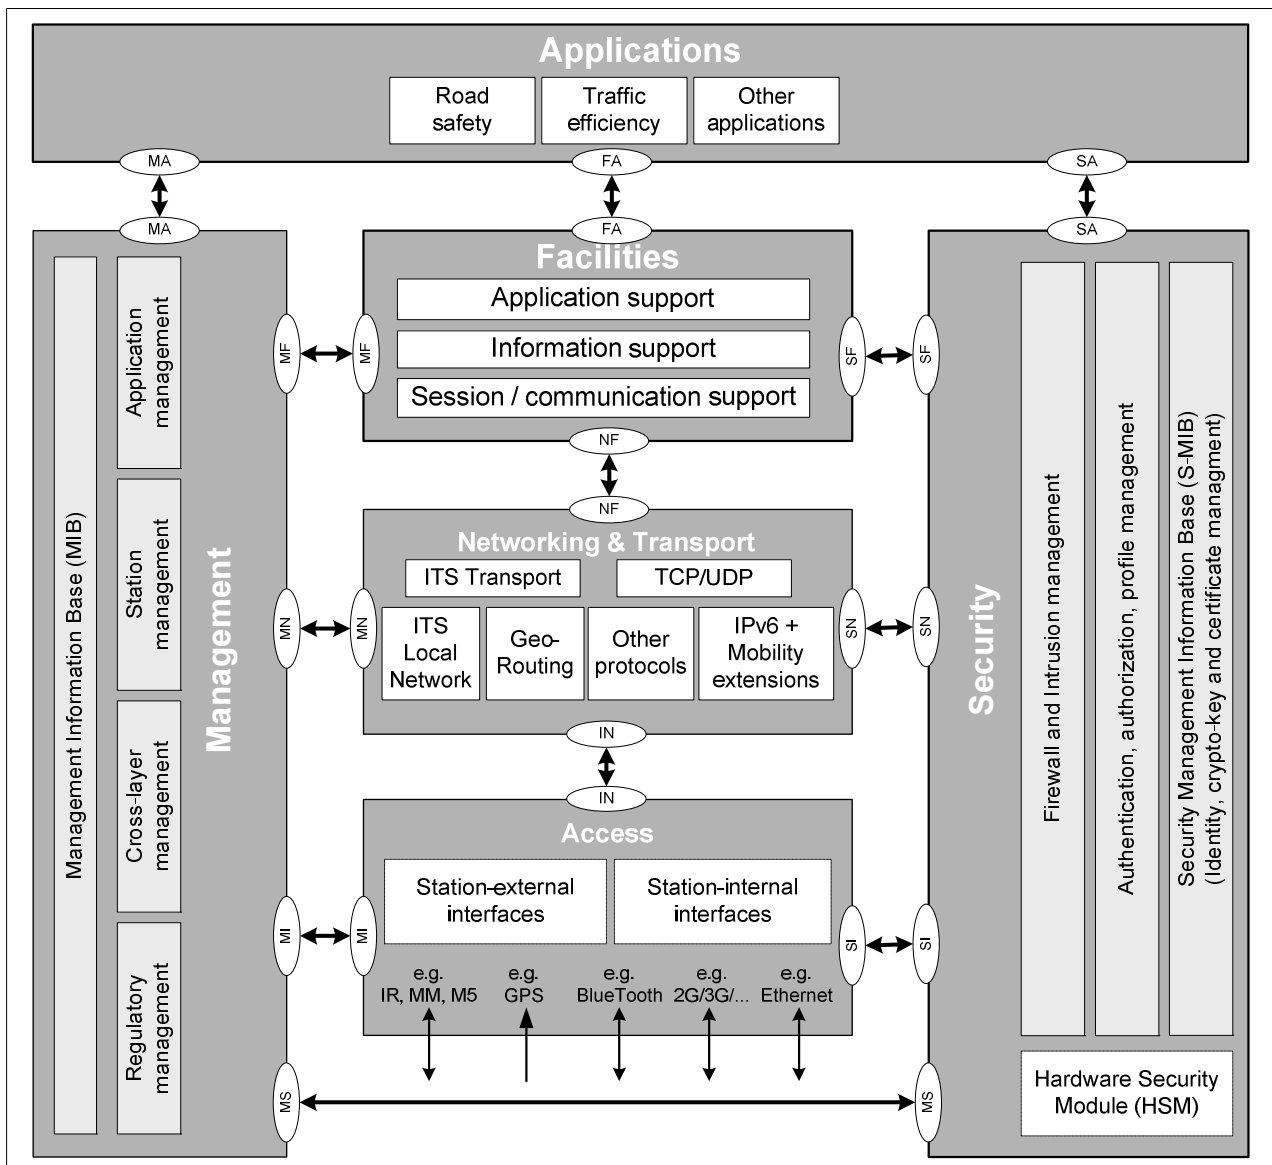 Applications
Road
safety
Traffic
efficiency
Other
applications
MA
FA
SA
MA
FA
SA
Management
Management Information Base (MIB)
Application
management
Station
management
Cross-layer
management
Regulatory
management
MF
MF
MN
MN
MI
MI
MS
Facilities
Application support
Information support
Session / communication support
NF
NF
Networking & Transport
ITS Transport
TCP/UDP
ITS
Local
Network
Geo-
Routing
Other
protocols
IPv6 +
Mobility
extensions
IN
IN
Access
Station-external
interfaces
Station-internal
interfaces
e.g.
IR, MM, M5
e.g.
GPS
e.g.
BlueTooth
e.g.
2G/3G/...
e.g.
Ethernet
SF
SF
SN
SN
SI
SI
MS
Security
Firewall and Intrusion management
Authentication, authorization, profile management
Security Management Information Base (S-MIB)
(Identity, crypto-key and certificate managment)
Hardware Security
Module (HSM)